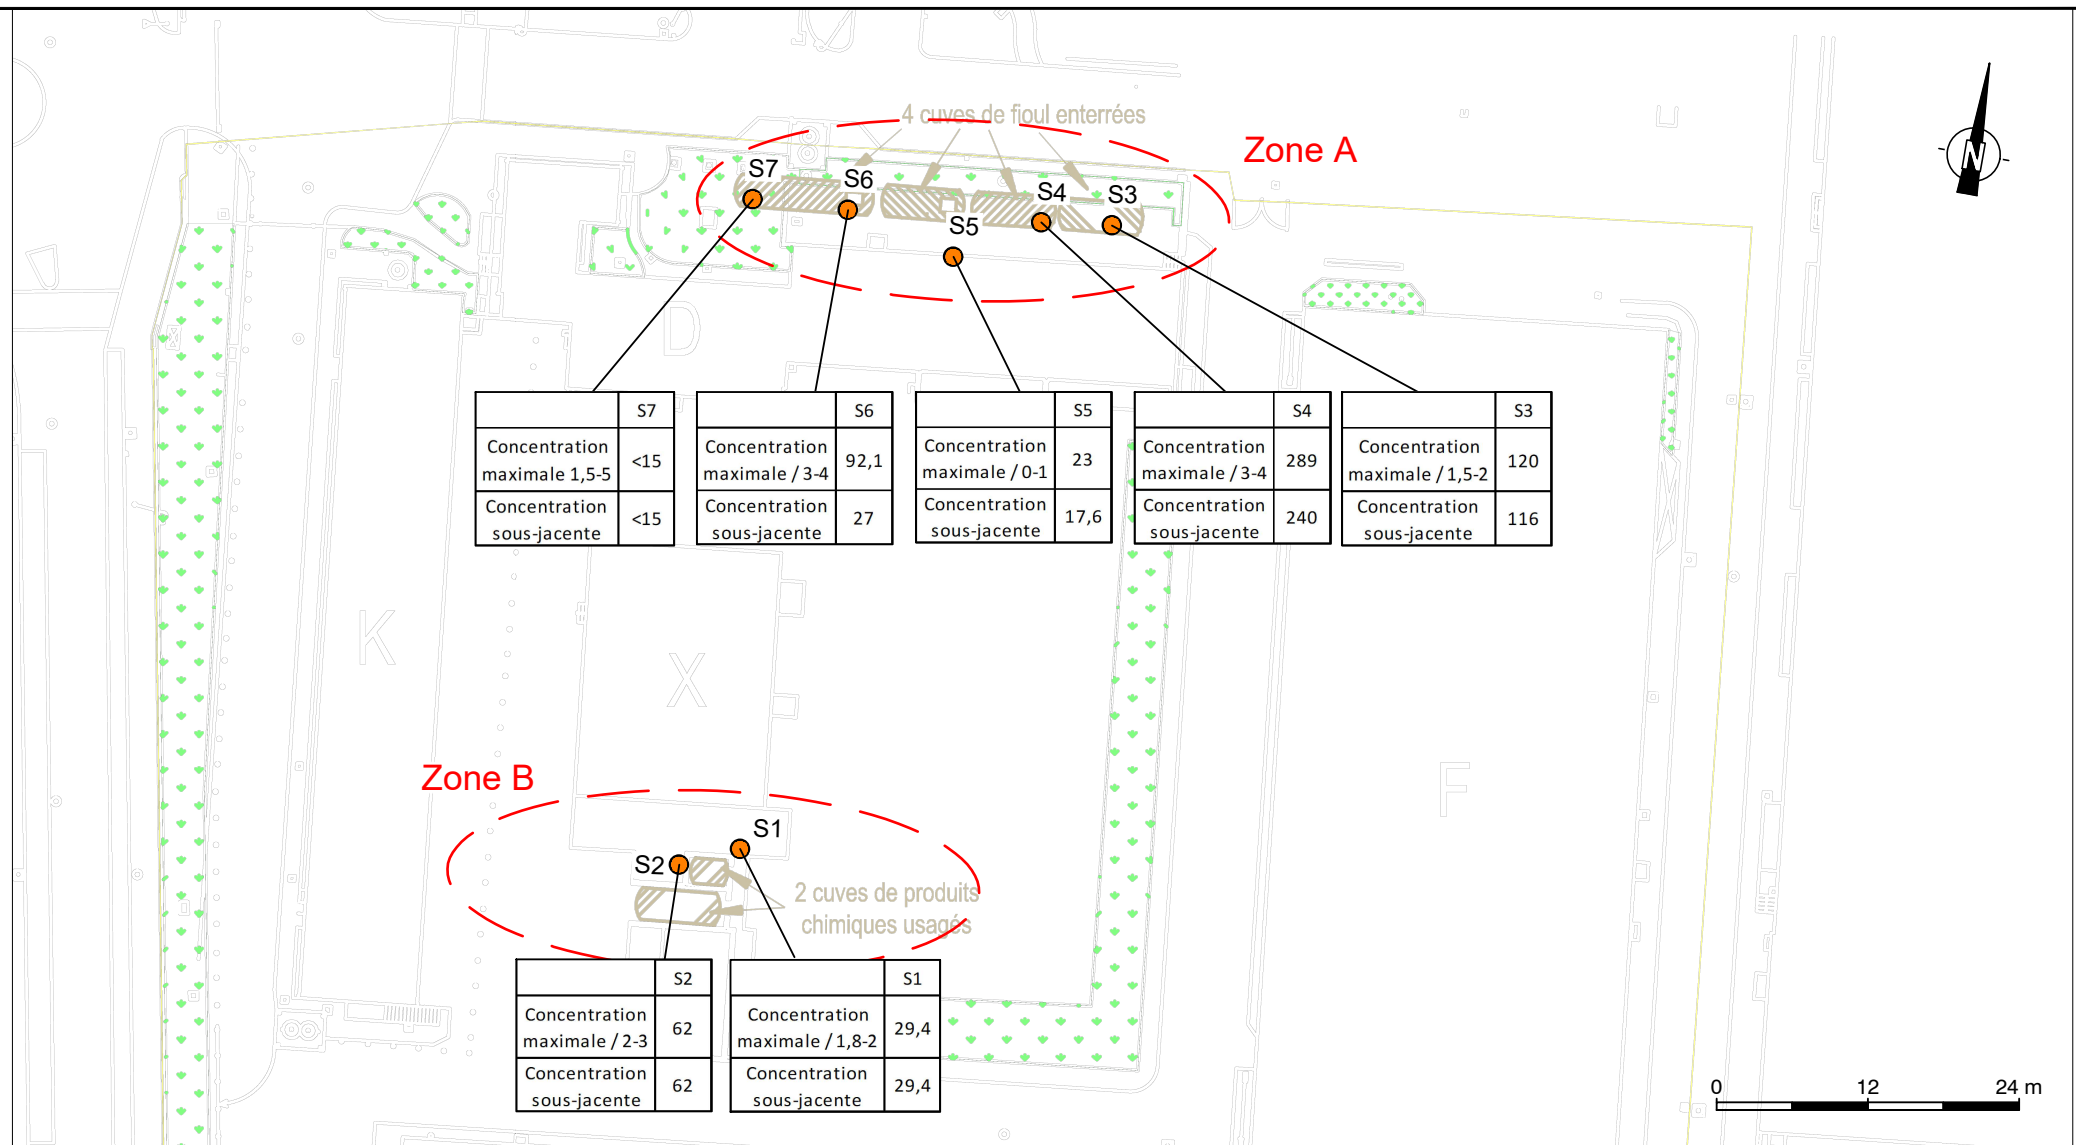 4 cuves de fioul enterrées
Zone A
S7
S6
S5
S4
S3
N
D
S7
Concentration
maximale 1,5-5
<15
Concentration
sous-jacente
<15
S6
Concentration
maximale / 3-4
92,1
Concentration
sous-jacente
27
S5
Concentration
maximale / 0-1
23
Concentration
sous-jacente
17,6
S4
Concentration
maximale / 3-4
289
Concentration
sous-jacente
240
S3
Concentration
maximale / 1,5-2
120
Concentration
sous-jacente
116
K
X
F
Zone B
S1
S2
2 cuves de produits
chimiques usagés
S2
Concentration
maximale / 2-3
62
Concentration
sous-jacente
62
S1
Concentration
maximale / 1,8-2
29,4
Concentration
sous-jacente
29,4
0 12 24 m